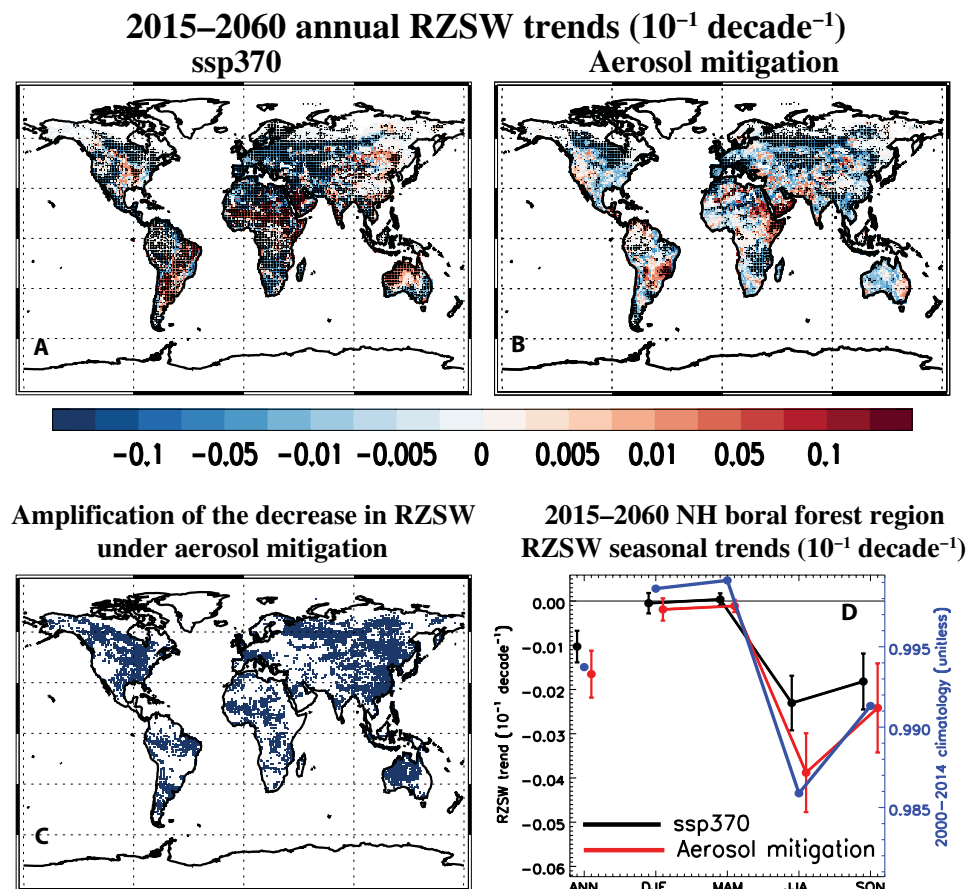 2015–2060 annual RZSW trends (10⁻¹ decade⁻¹)
ssp370
Aerosol mitigation
A
B
-0.1 -0.05 -0.01 -0.005 0 0.005 0.01 0.05 0.1
Amplification of the decrease in RZSW
under aerosol mitigation
C
2015–2060 NH boral forest region
RZSW seasonal trends (10⁻¹ decade⁻¹)
D
0.00
-0.01
-0.02
-0.03
-0.04
-0.05
-0.06
RZSW trend (10⁻¹ decade⁻¹)
0.995
0.990
0.985
2000–2014 climatology (unitless)
ssp370
Aerosol mitigation
ANN DJF MAM JJA SON